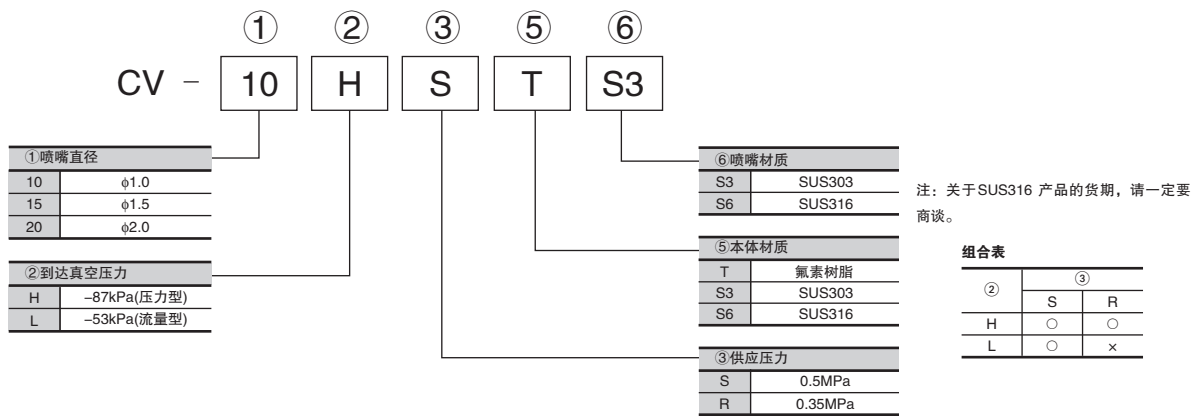 ① ② ③ ⑤ ⑥
CV - 10 H S T S3
①喷嘴直径
10 φ1.0
15 φ1.5
20 φ2.0
②到达真空压力
H –87kPa(压力型)
L –53kPa(流量型)
⑥喷嘴材质
S3 SUS303
S6 SUS316
⑤本体材质
T 氟素树脂
S3 SUS303
S6 SUS316
③供应压力
S 0.5MPa
R 0.35MPa
注：关于SUS316 产品的货期，请一定要
商谈。
组合表
② ③
S R
H ○ ○
L ○ ×